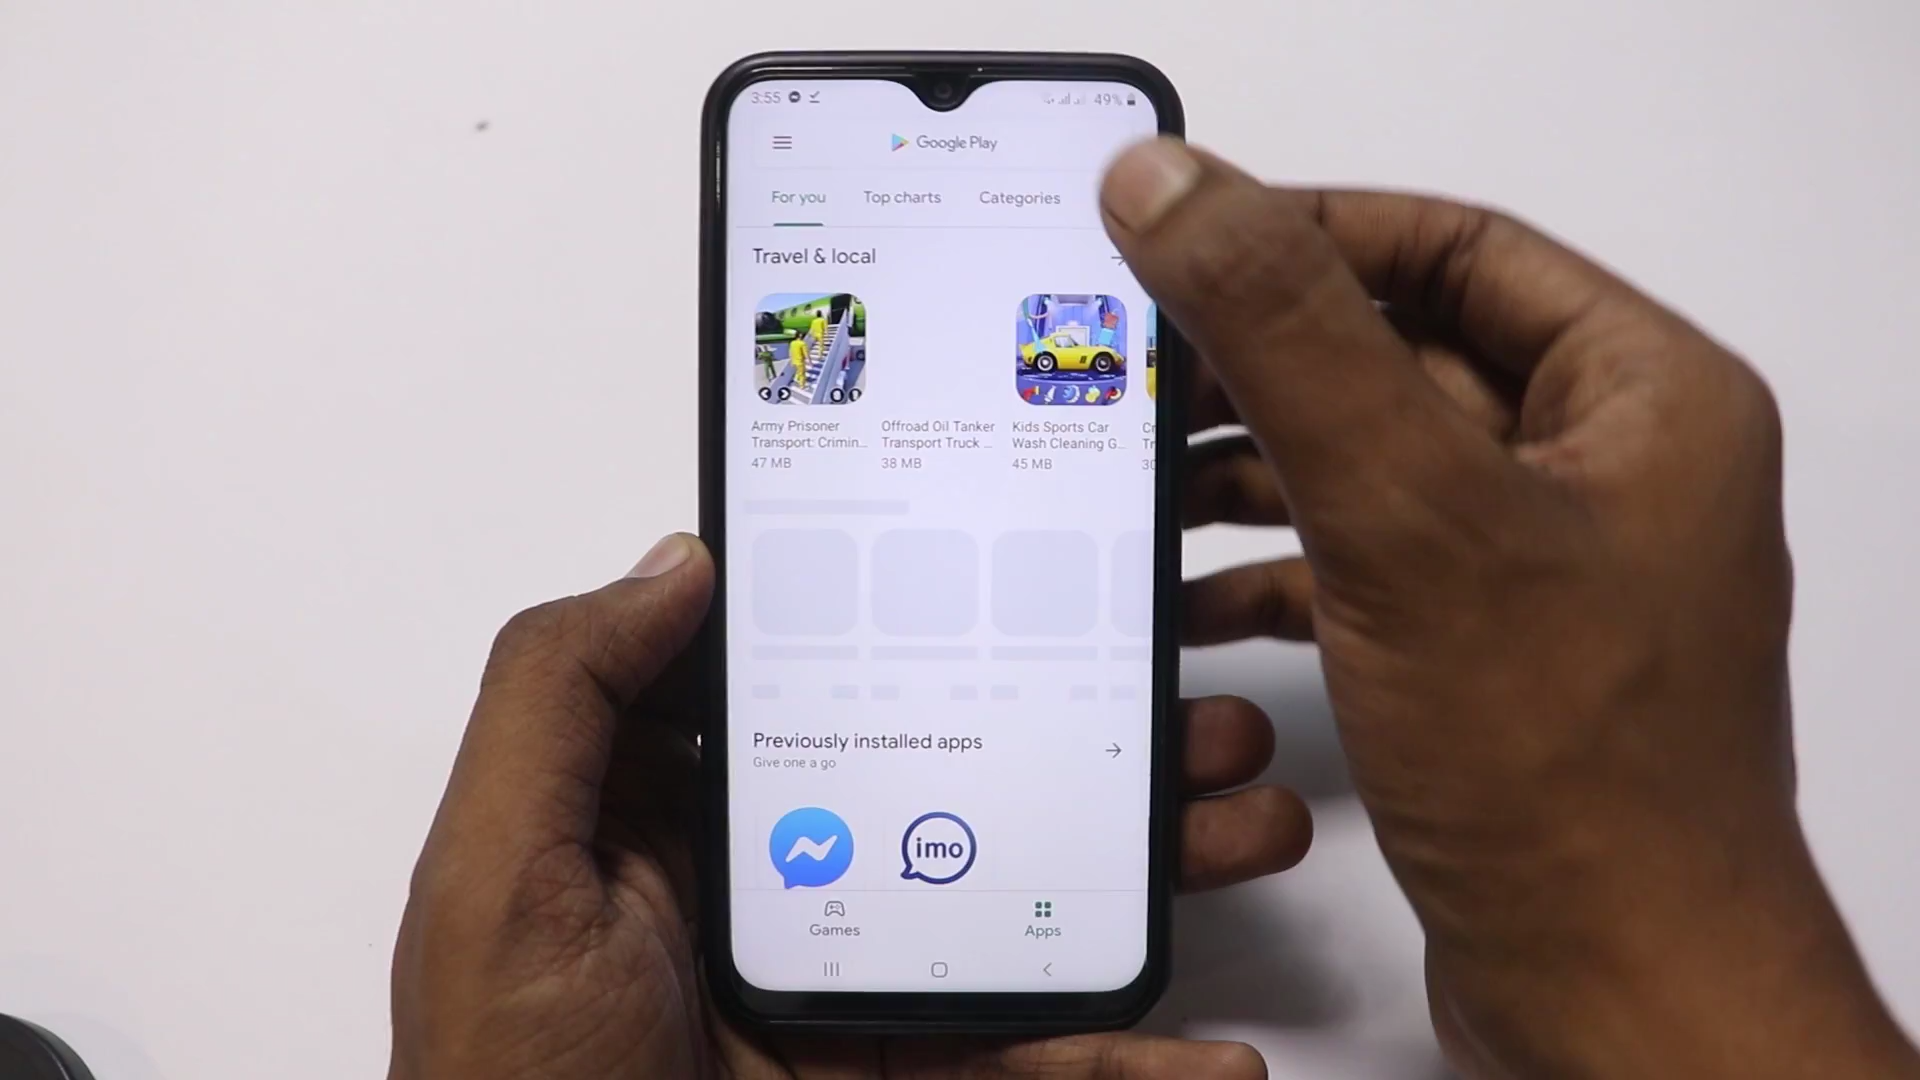 3:55
49%
Google Play
For you
Top charts
Categories
Travel & local
Army Prisoner
Transport: Crimin...
47 MB
Offroad Oil Tanker
Transport Truck ...
38 MB
Kids Sports Car
Wash Cleaning G...
45 MB
Previously installed apps
Give one a go
imo
Games
Apps